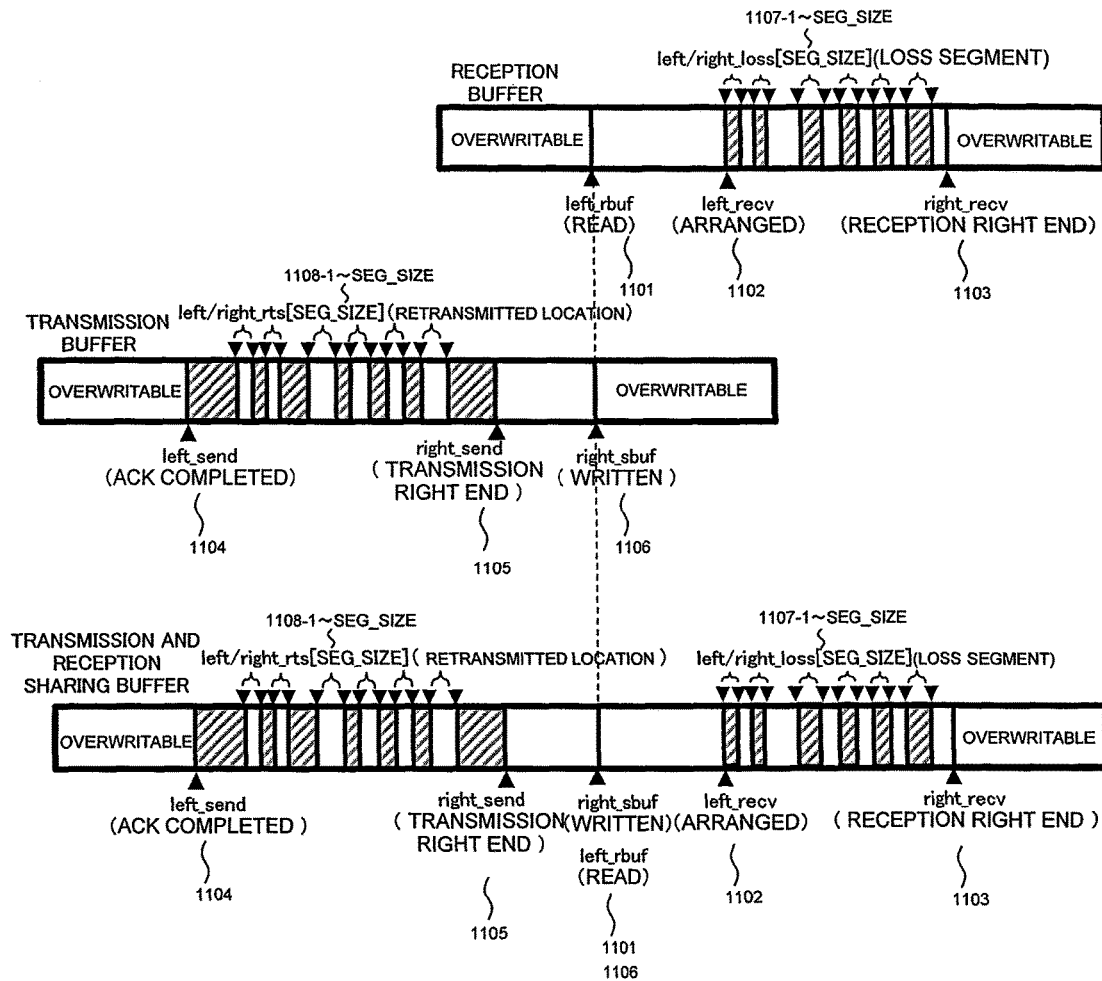 1107-1~SEG_SIZE
left/right_loss[SEG_SIZE](LOSS SEGMENT)
RECEPTION
BUFFER
OVERWRITABLE
OVERWRITABLE
left_rbuf
(READ)
left_recv
(ARRANGED)
right_recv
(RECEPTION RIGHT END)
1101
1102
1103
1108-1~SEG_SIZE
left/right_rts[SEG_SIZE](RETRANSMITTED LOCATION)
TRANSMISSION
BUFFER
OVERWRITABLE
OVERWRITABLE
left_send
(ACK COMPLETED)
right_send
( TRANSMISSION
RIGHT END )
right_sbuf
( WRITTEN )
1104
1105
1106
1108-1~SEG_SIZE
left/right_rts[SEG_SIZE] ( RETRANSMITTED LOCATION )
1107-1~SEG_SIZE
left/right_loss[SEG_SIZE](LOSS SEGMENT)
TRANSMISSION AND
RECEPTION
SHARING BUFFER
OVERWRITABLE
OVERWRITABLE
left_send
(ACK COMPLETED )
right_send
( TRANSMISSION
RIGHT END )
right_sbuf
(WRITTEN)
left_rbuf
(READ)
left_recv
(ARRANGED)
right_recv
( RECEPTION RIGHT END )
1104
1105
1101
1106
1102
1103